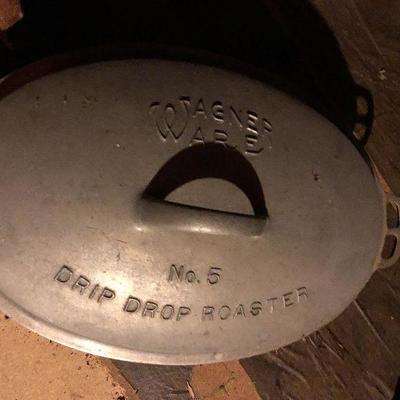 WAGNER
WARE
No. 5
DRIP DROP ROASTER